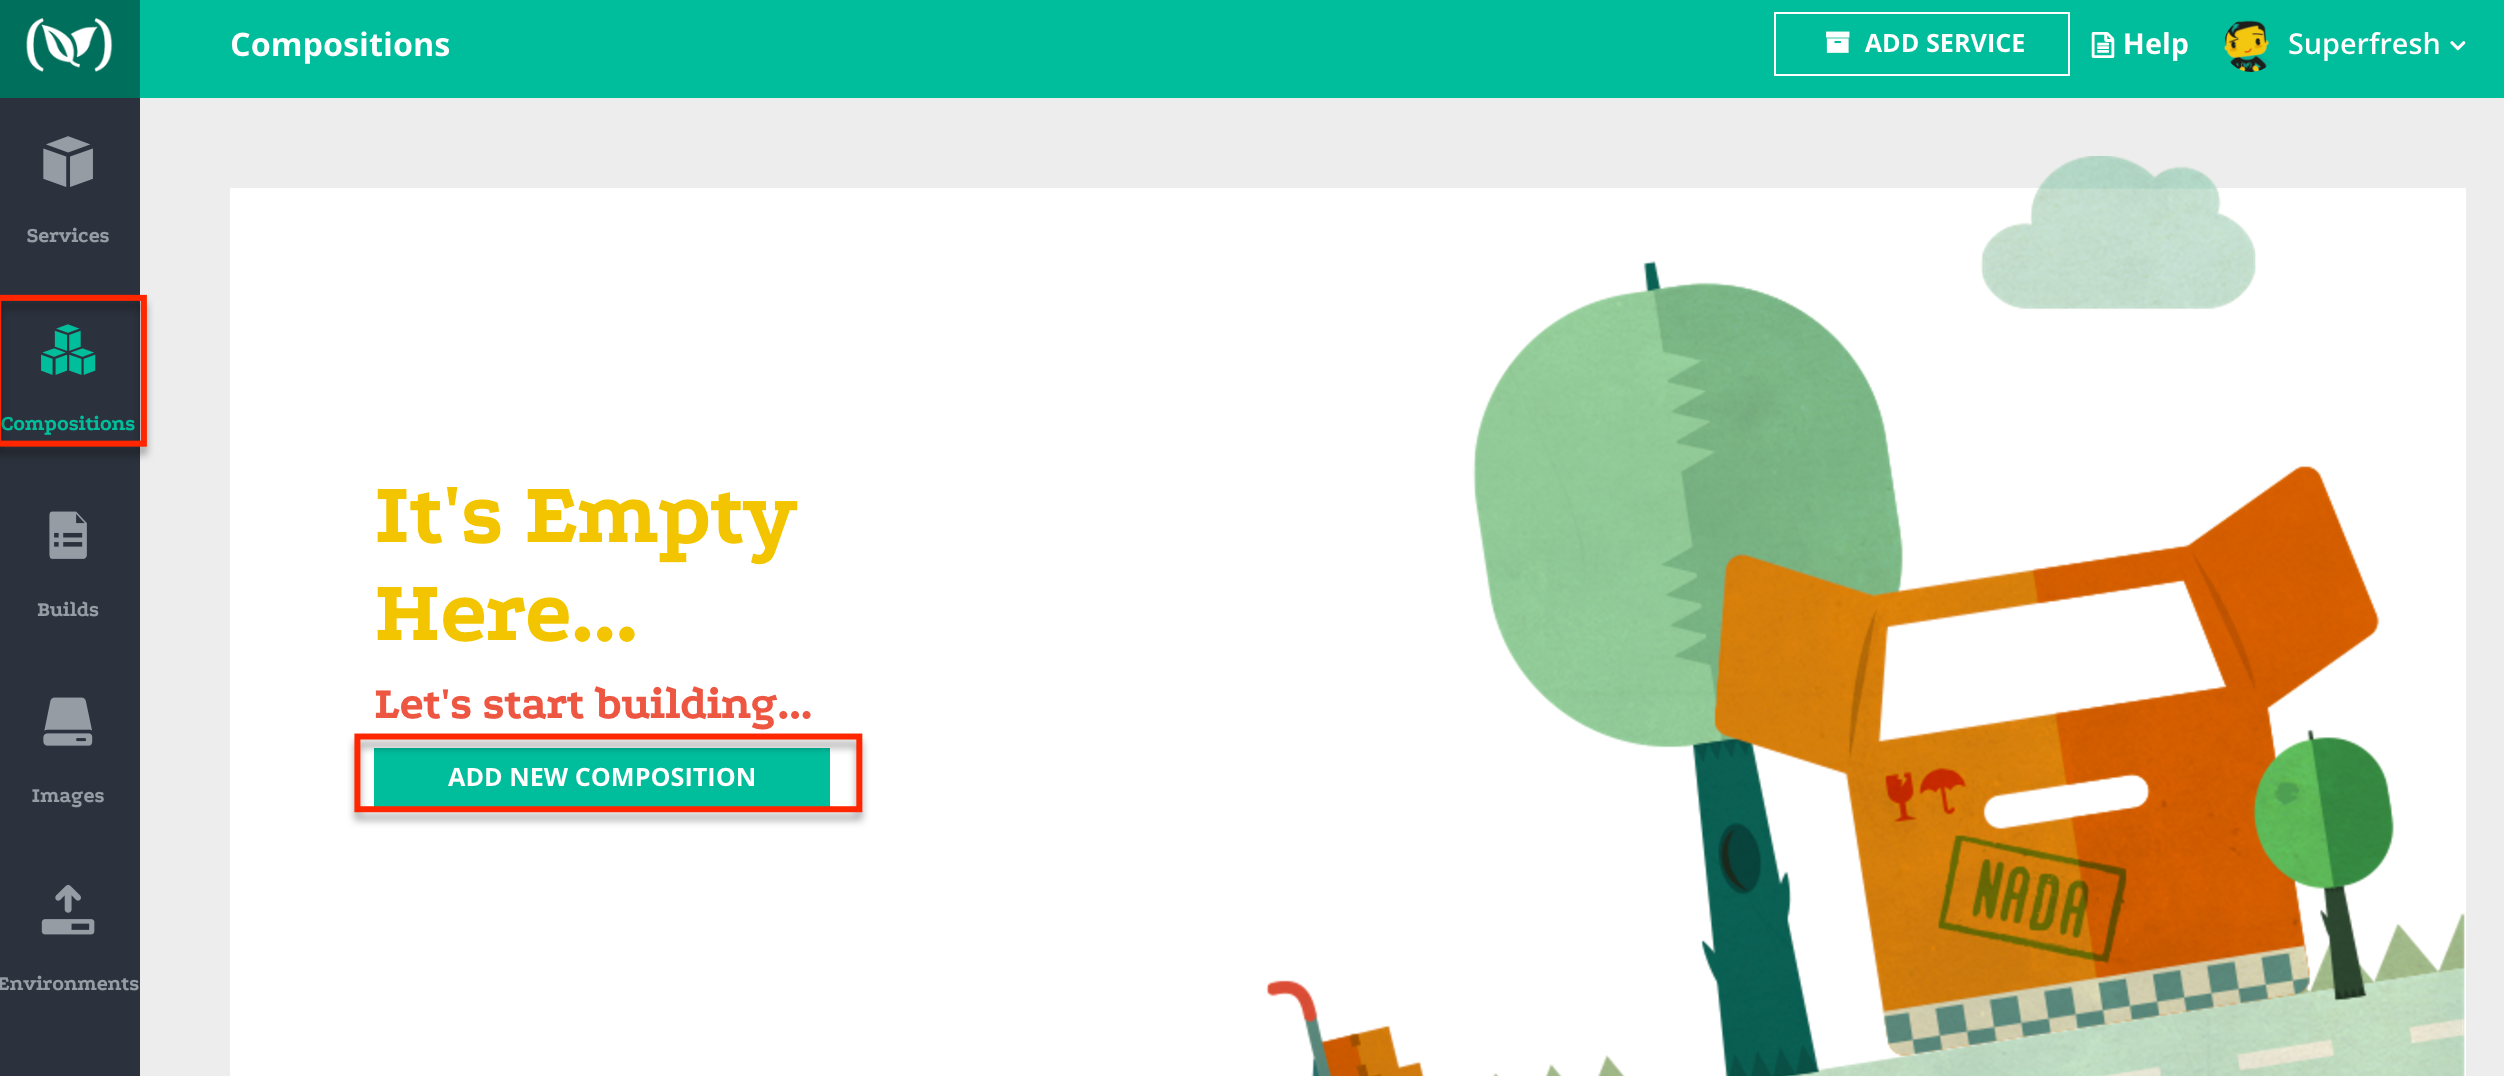 Compositions
ADD SERVICE
Help
Superfresh
Services
Compositions
Builds
Images
Environments
It's Empty
Here...
Let's start building...
ADD NEW COMPOSITION
NADA